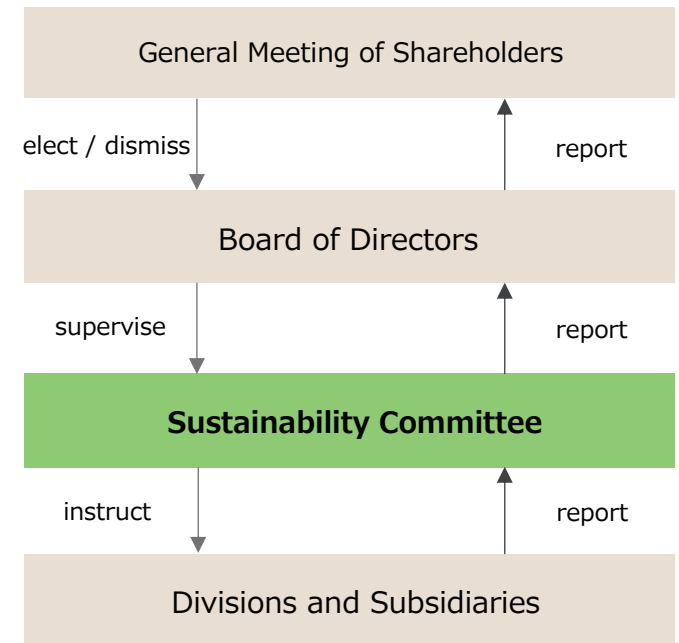 General Meeting of Shareholders
elect / dismiss
report
Board of Directors
supervise
report
Sustainability Committee
instruct
report
Divisions and Subsidiaries